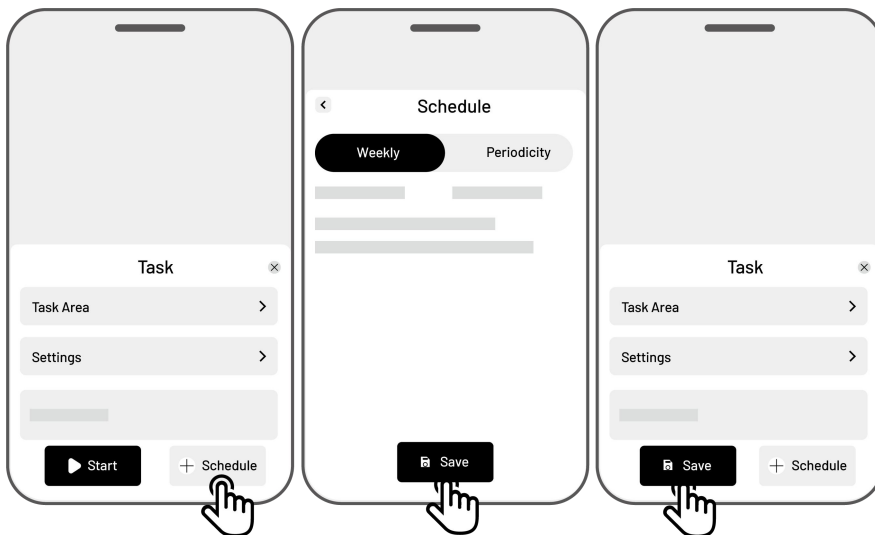 Task
Task Area
Settings
Start
Schedule
Schedule
Weekly Periodicity
Save
Task
Task Area
Settings
Save
Schedule